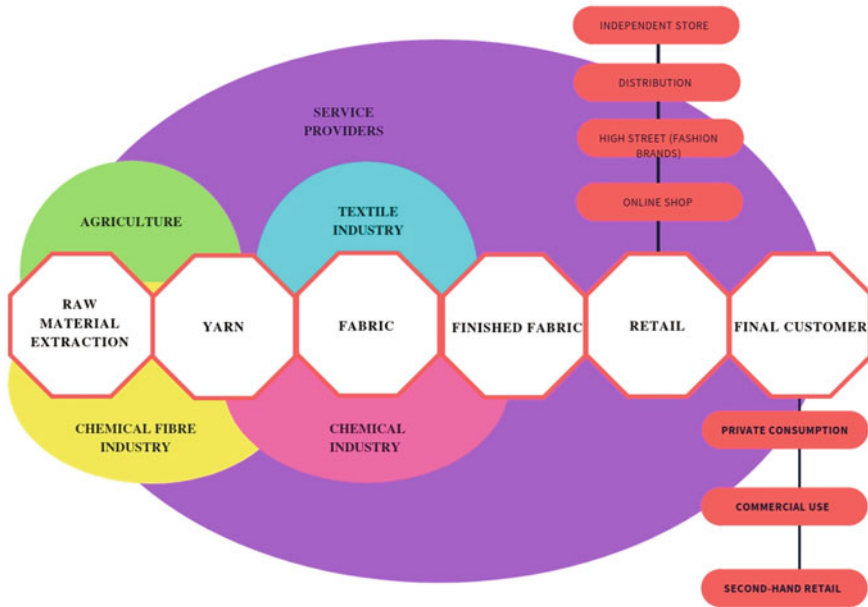 INDEPENDENT STORE
DISTRIBUTION
HIGH STREET (FASHION
BRANDS)
ONLINE SHOP
SERVICE
PROVIDERS
AGRICULTURE
TEXTILE
INDUSTRY
RAW
MATERIAL
EXTRACTION
YARN
FABRIC
FINISHED FABRIC
RETAIL
FINAL CUSTOMER
CHEMICAL FIBRE
INDUSTRY
CHEMICAL
INDUSTRY
PRIVATE CONSUMPTION
COMMERCIAL USE
SECOND-HAND RETAIL